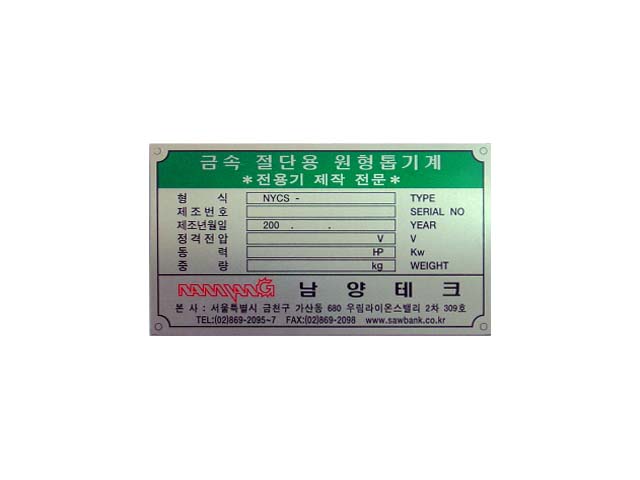 금속 절단용 원형톱기계
*전용기 제작 전문*
형 식 NYCS - TYPE
제조번호 SERIAL NO
제조년월일 200 . . YEAR
정격전압 V V
동 력 HP Kw
중 량 kg WEIGHT
NAMYANG 남 양 테 크
본 사 : 서울특별시 금천구 가산동 680 우림라이온스밸리 2차 309호
TEL:(02)869-2095~7 FAX:(02)869-2098 www.sawbank.co.kr